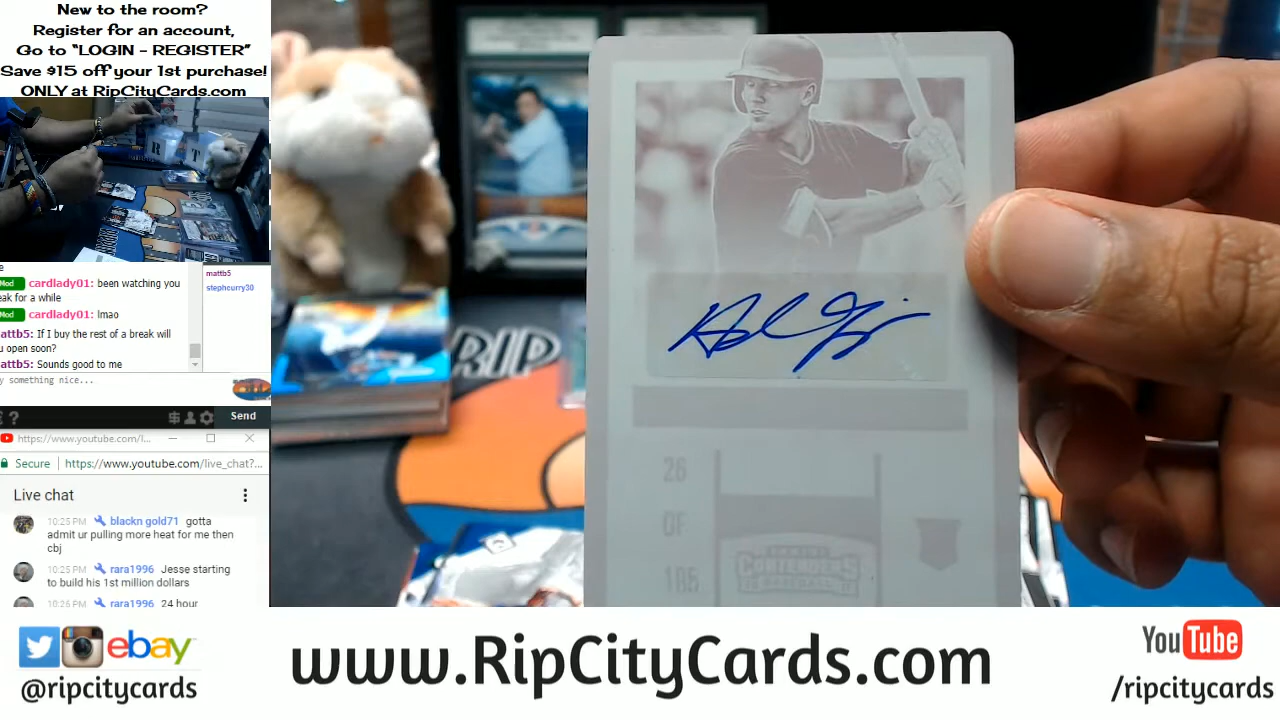 New to the room?
Register for an account,
Go to "LOGIN - REGISTER"
Save $15 off your 1st purchase!
ONLY at RipCityCards.com
R T
e
Mod cardlady01: been watching you
eak for a while
Mod cardlady01: lmao
attb5: If I buy the rest of a break will
u open soon?
attb5: Sounds good to me
mattb5
stephcurry30
y something nice...
Send
https://www.youtube.com/l...
Secure https://www.youtube.com/live_chat?...
Live chat
10:25 PM blackn gold71 gotta
admit ur pulling more heat for me then
cbj
10:25 PM rara1996 Jesse starting
to build his 1st million dollars
10:26 PM rara1996 24 hour
RIP
26
OF
ebay
@ripcitycards
www.RipCityCards.com
YouTube
/ripcitycards